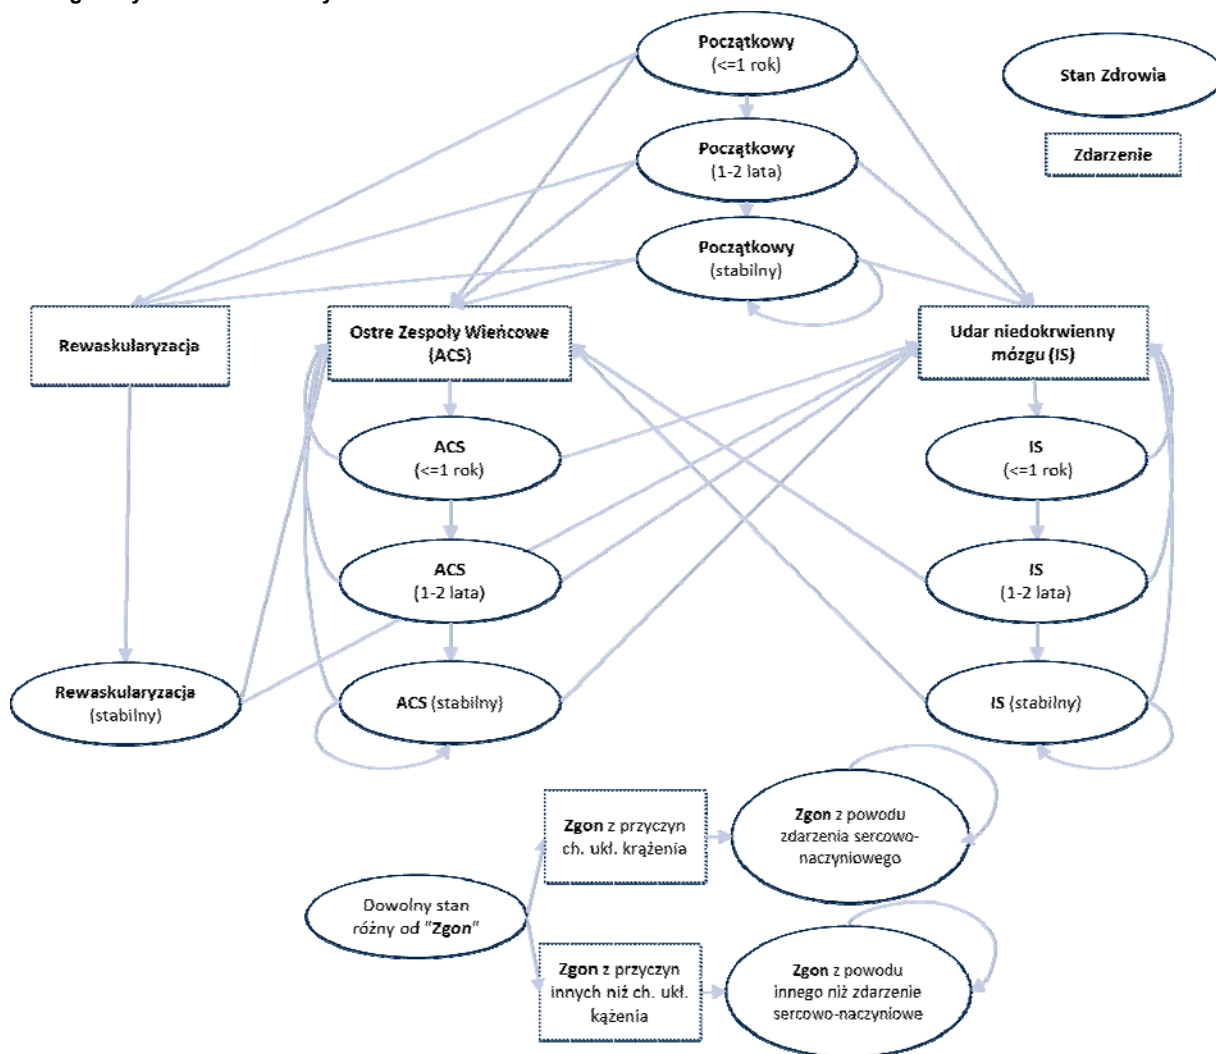 Początkowy
(<=1 rok)
Stan Zdrowia
Początkowy
(1-2 lata)
Zdarzenie
Początkowy
(stabilny)
Rewaskularyzacja
Ostre Zespoły Wieńcowe
(ACS)
Udar niedokrwienny
mózgu (IS)
ACS
(<=1 rok)
IS
(<=1 rok)
ACS
(1-2 lata)
IS
(1-2 lata)
Rewaskularyzacja
(stabilny)
ACS (stabilny)
IS (stabilny)
Zgon z przyczyn
ch. ukł. krążenia
Zgon z powodu
zdarzenia sercowo-
naczyniowego
Dowolny stan
różny od "Zgon"
Zgon z przyczyn
innych niż ch. ukł.
kążenia
Zgon z powodu
innego niż zdarzenie
sercowo-naczyniowe